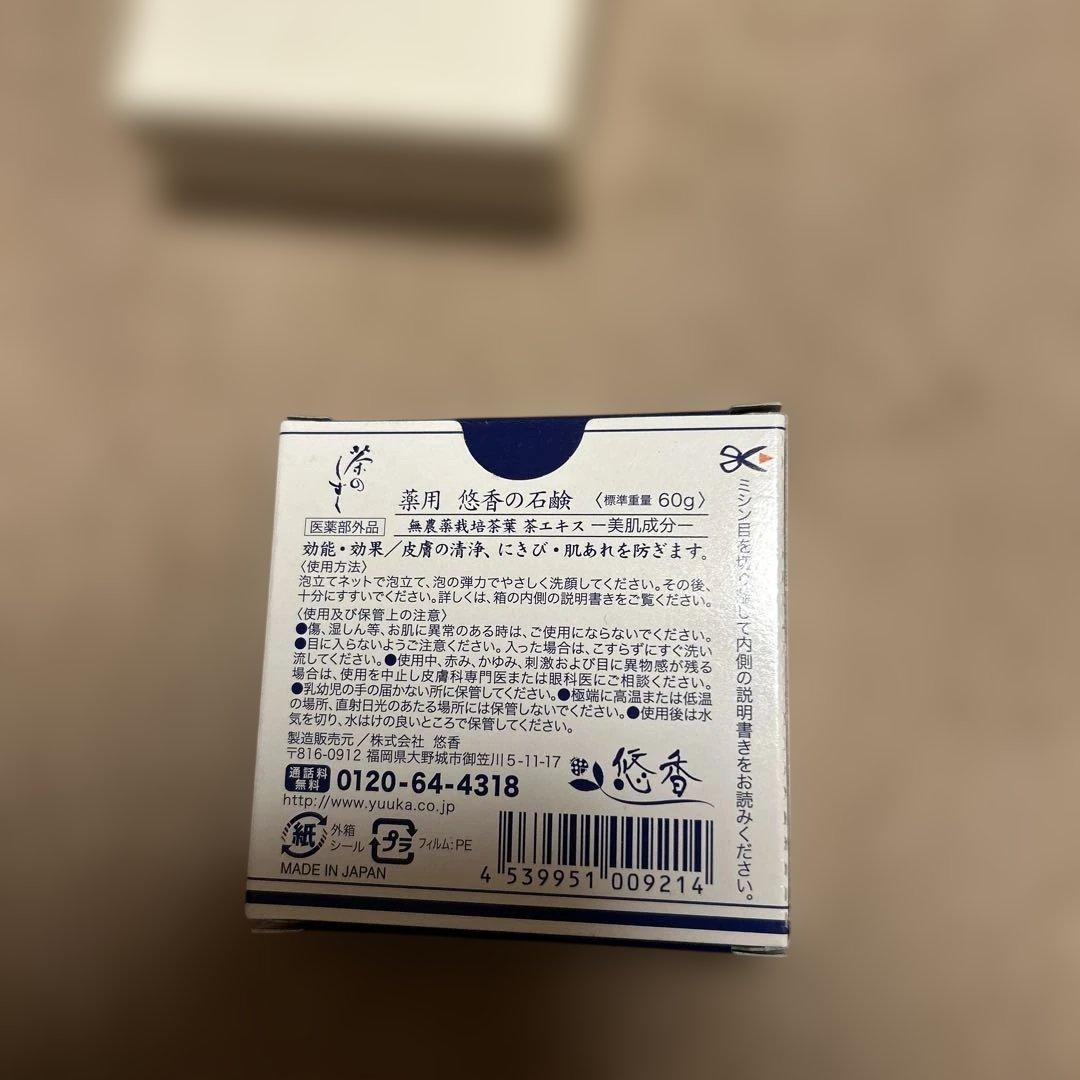 茶のしずく
薬用 悠香の石鹸 〈標準重量 60g〉
医薬部外品 無農薬栽培茶葉 茶エキス ―美肌成分―
効能・効果／皮膚の清浄、にきび・肌あれを防ぎます。
〈使用方法〉
泡立てネットで泡立て、泡の弾力でやさしく洗顔してください。その後、
十分にすすいでください。詳しくは、箱の内側の説明書きをご覧ください。
〈使用及び保管上の注意〉
●傷、湿しん等、お肌に異常のある時は、ご使用にならないでください。
●目に入らないようご注意ください。入った場合は、こすらずにすぐ洗い
流してください。●使用中、赤み、かゆみ、刺激および目に異物感が残る
場合は、使用を中止し皮膚科専門医または眼科医にご相談ください。
●乳幼児の手の届かない所に保管してください。●極端に高温または低温
の場所、直射日光のあたる場所には保管しないでください。●使用後は水
気を切り、水はけの良いところで保管してください。
製造販売元／株式会社 悠香
〒816-0912 福岡県大野城市御笠川5-11-17
通話料無料 0120-64-4318
http://www.yuuka.co.jp
悠香
紙 外箱 シール プラ フィルム:PE
MADE IN JAPAN
4 539951 009214
ミシン目を切り して内側の説明書きをお読みください。